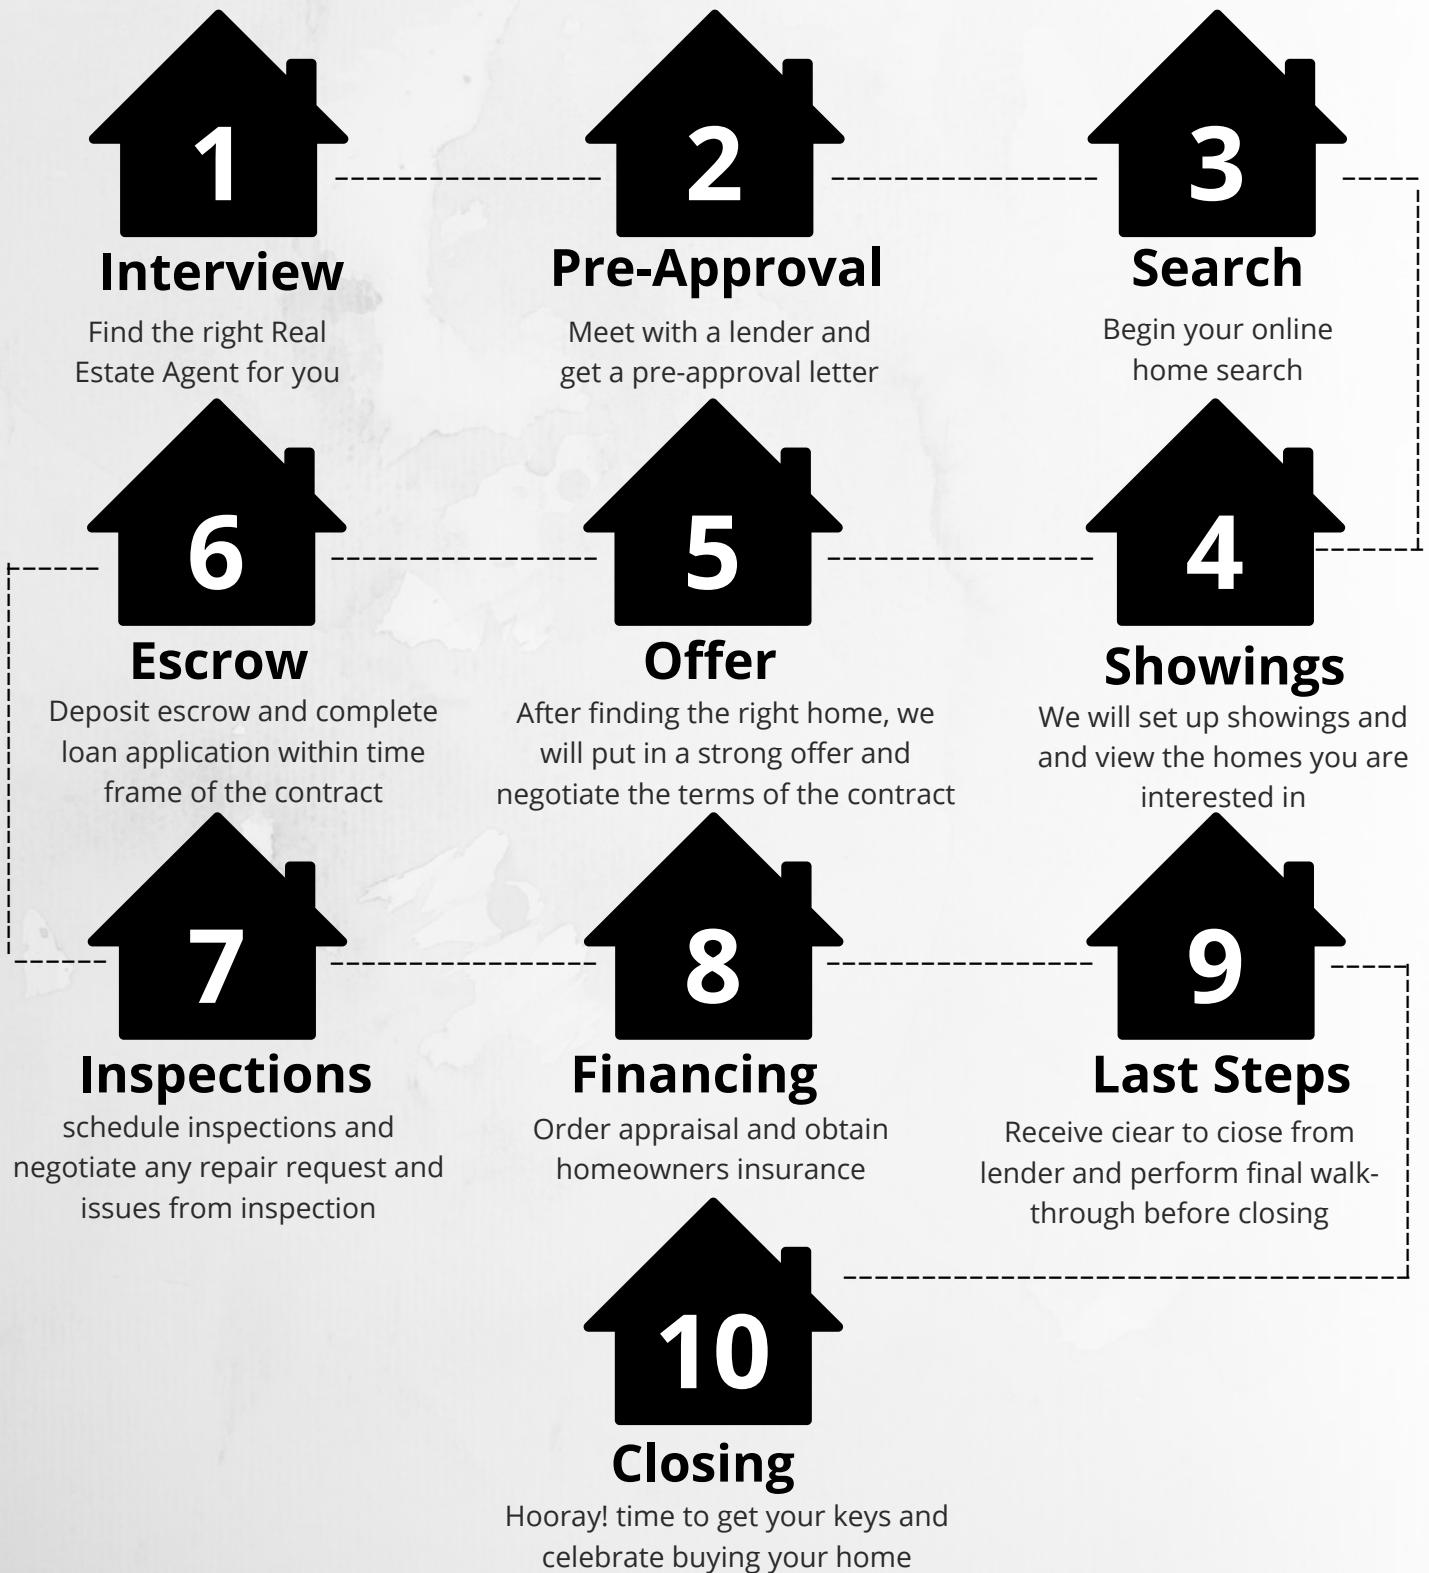 1
Interview
Find the right Real
Estate Agent for you
2
Pre-Approval
Meet with a lender and
get a pre-approval letter
3
Search
Begin your online
home search
4
Showings
We will set up showings and
and view the homes you are
interested in
5
Offer
After finding the right home, we
will put in a strong offer and
negotiate the terms of the contract
6
Escrow
Deposit escrow and complete
loan application within time
frame of the contract
7
Inspections
schedule inspections and
negotiate any repair request and
issues from inspection
8
Financing
Order appraisal and obtain
homeowners insurance
9
Last Steps
Receive ciear to ciose from
lender and perform final walk-
through before closing
10
Closing
Hooray! time to get your keys and
celebrate buying your home